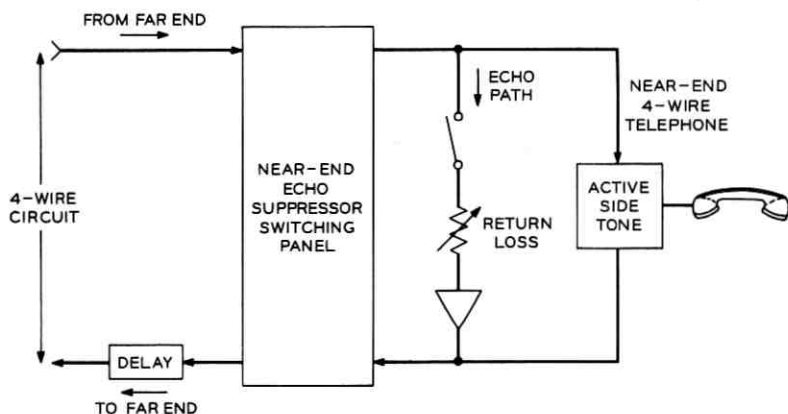 FROM FAR END
4-WIRE
CIRCUIT
NEAR-END
ECHO
SUPPRESSOR
SWITCHING
PANEL
ECHO
PATH
RETURN
LOSS
NEAR-END
4-WIRE
TELEPHONE
ACTIVE
SIDE
TONE
DELAY
TO FAR END